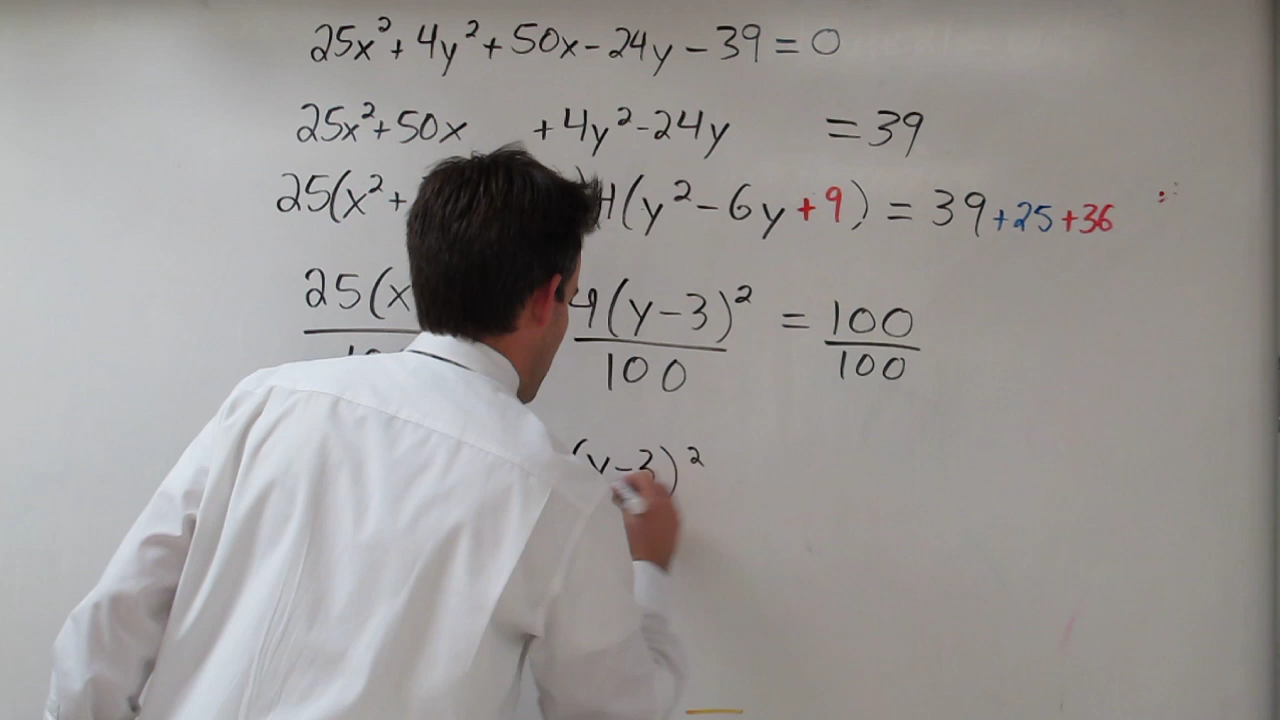 25x²+4y²+50x-24y-39=0
25x²+50x +4y²-24y =39
25(x²+ 4(y²-6y+9)=39+25+36
25(x 4(y-3)² = 100
100 100
(y-3)²